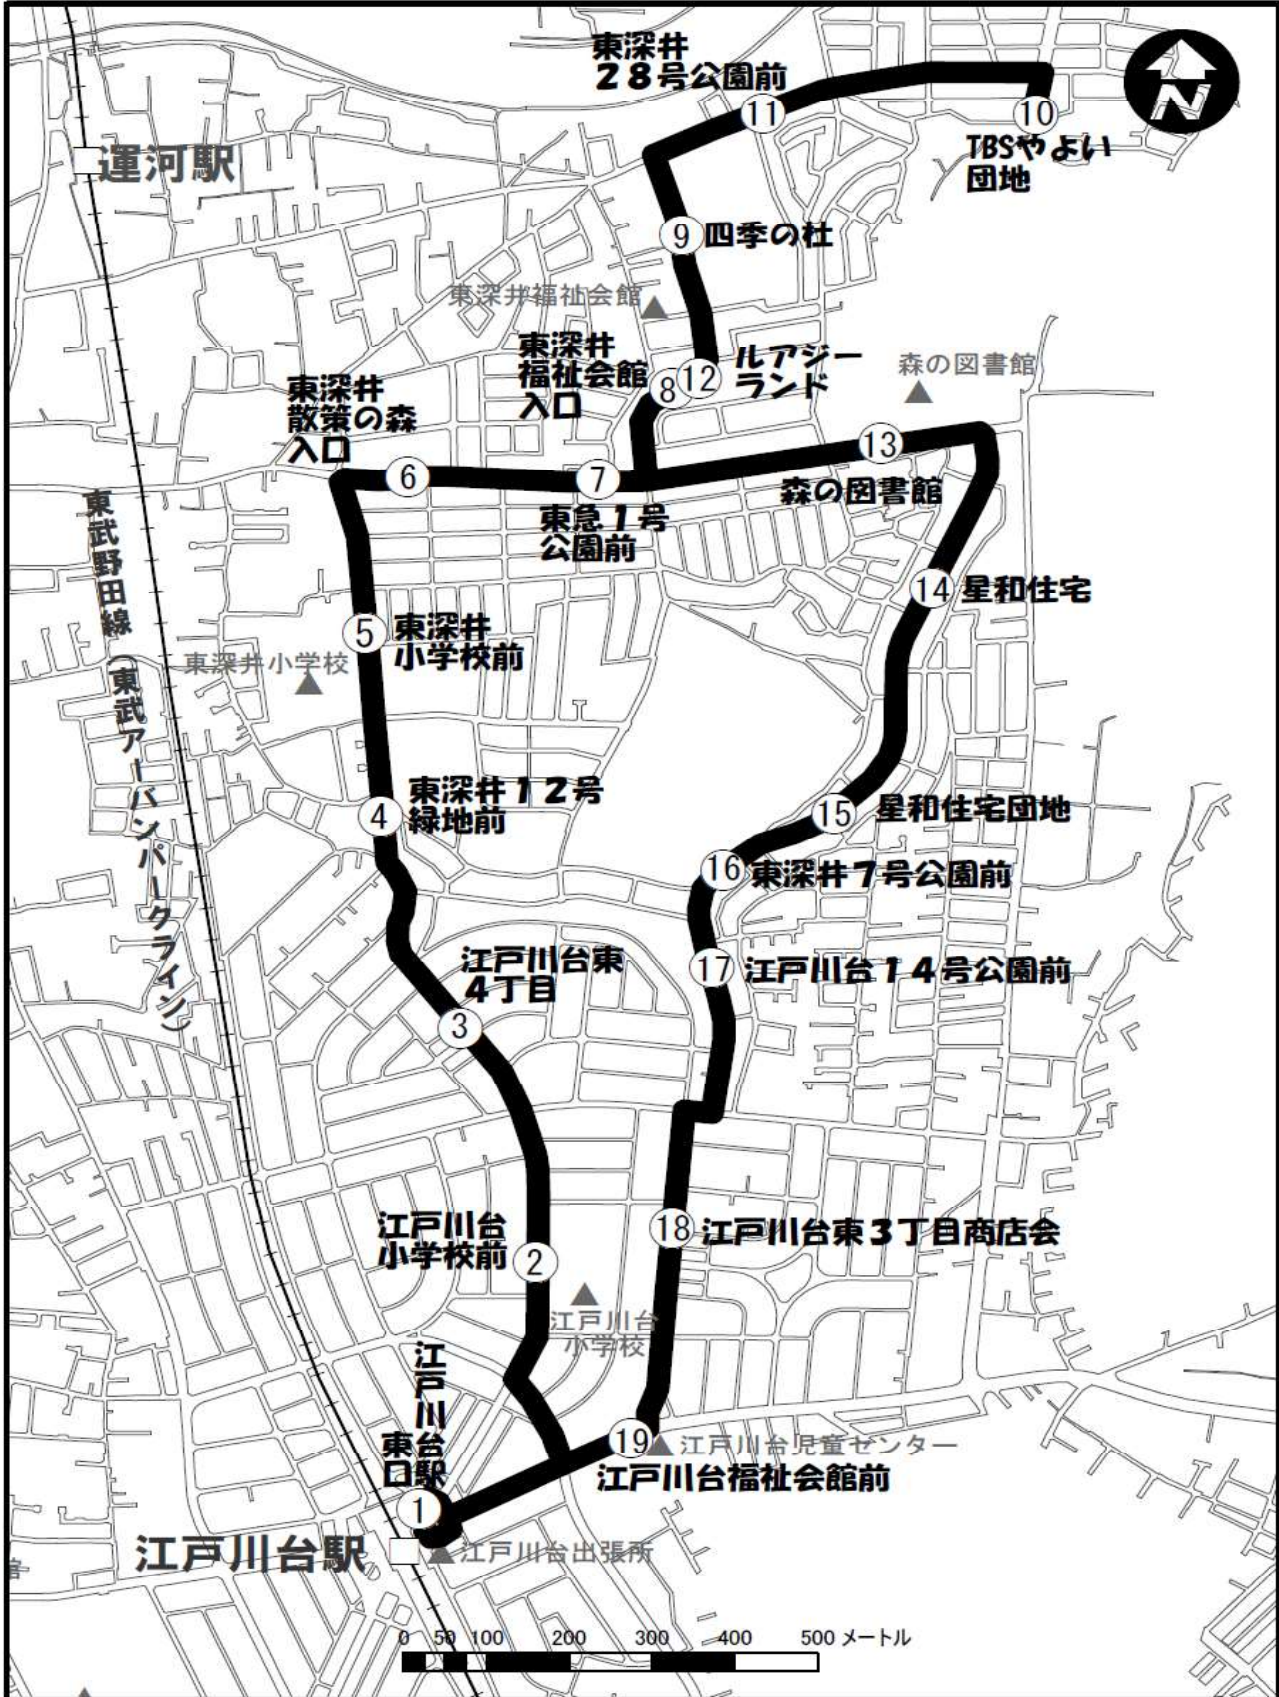 東深井
２８号公園前
11
10
N
TBSやよい
団地
運河駅
9
四季の杜
東深井福祉会館
東深井
福祉会館
入口
8
12
ルアジー
ランド
森の図書館
東深井
散策の森
入口
6
7
13
東急１号
公園前
森の図書館
東武野田線（東武アーバンパークライン）
14
星和住宅
5
東深井
小学校前
東深井小学校
4
東深井１２号
緑地前
15
星和住宅団地
16
東深井７号公園前
江戸川台東
４丁目
3
17
江戸川台１４号公園前
18
江戸川台東３丁目商店会
江戸川台
小学校前
2
江戸川台
小学校
江戸川台駅
東口
19
江戸川台児童センター
江戸川台福祉会館前
1
江戸川台駅
江戸川台出張所
館
0 50 100 200 300 400 500 メートル